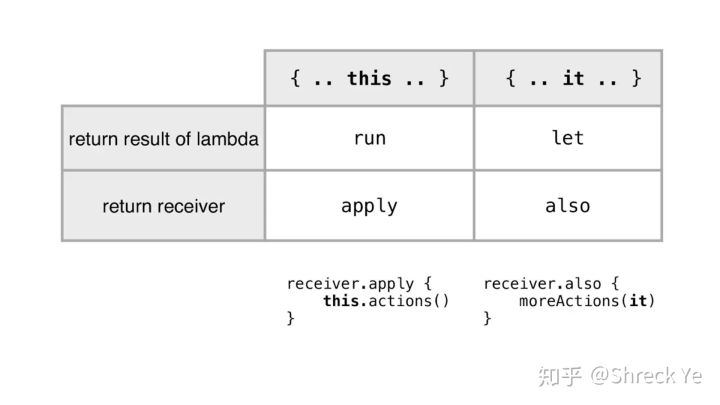 { .. this .. } { .. it .. }
return result of lambda run let
return receiver apply also
receiver.apply { receiver.also {
this.actions() moreActions(it)
} }
知乎 @Shreck Ye